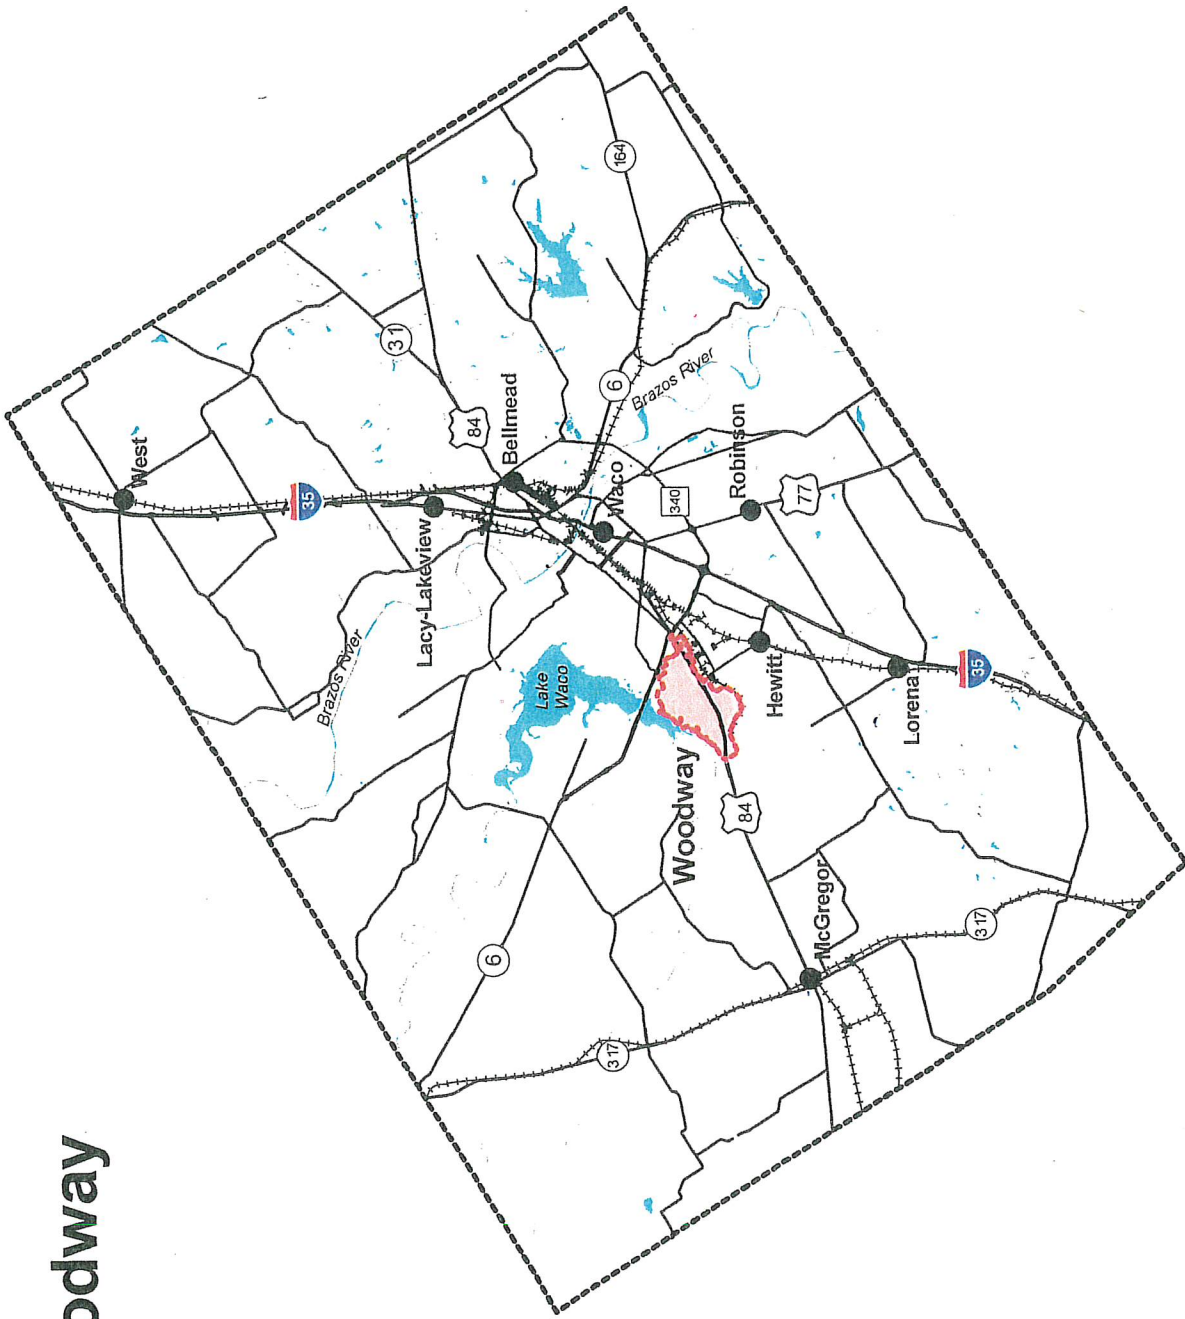 odway
West
35
Brazos River
31
Lacy-Lakeview
84
6
Bellmead
Lake
Waco
317
Waco
6
164
Brazos River
340
Woodway
Robinson
84
Hewitt
77
McGregor
Lorena
35
317